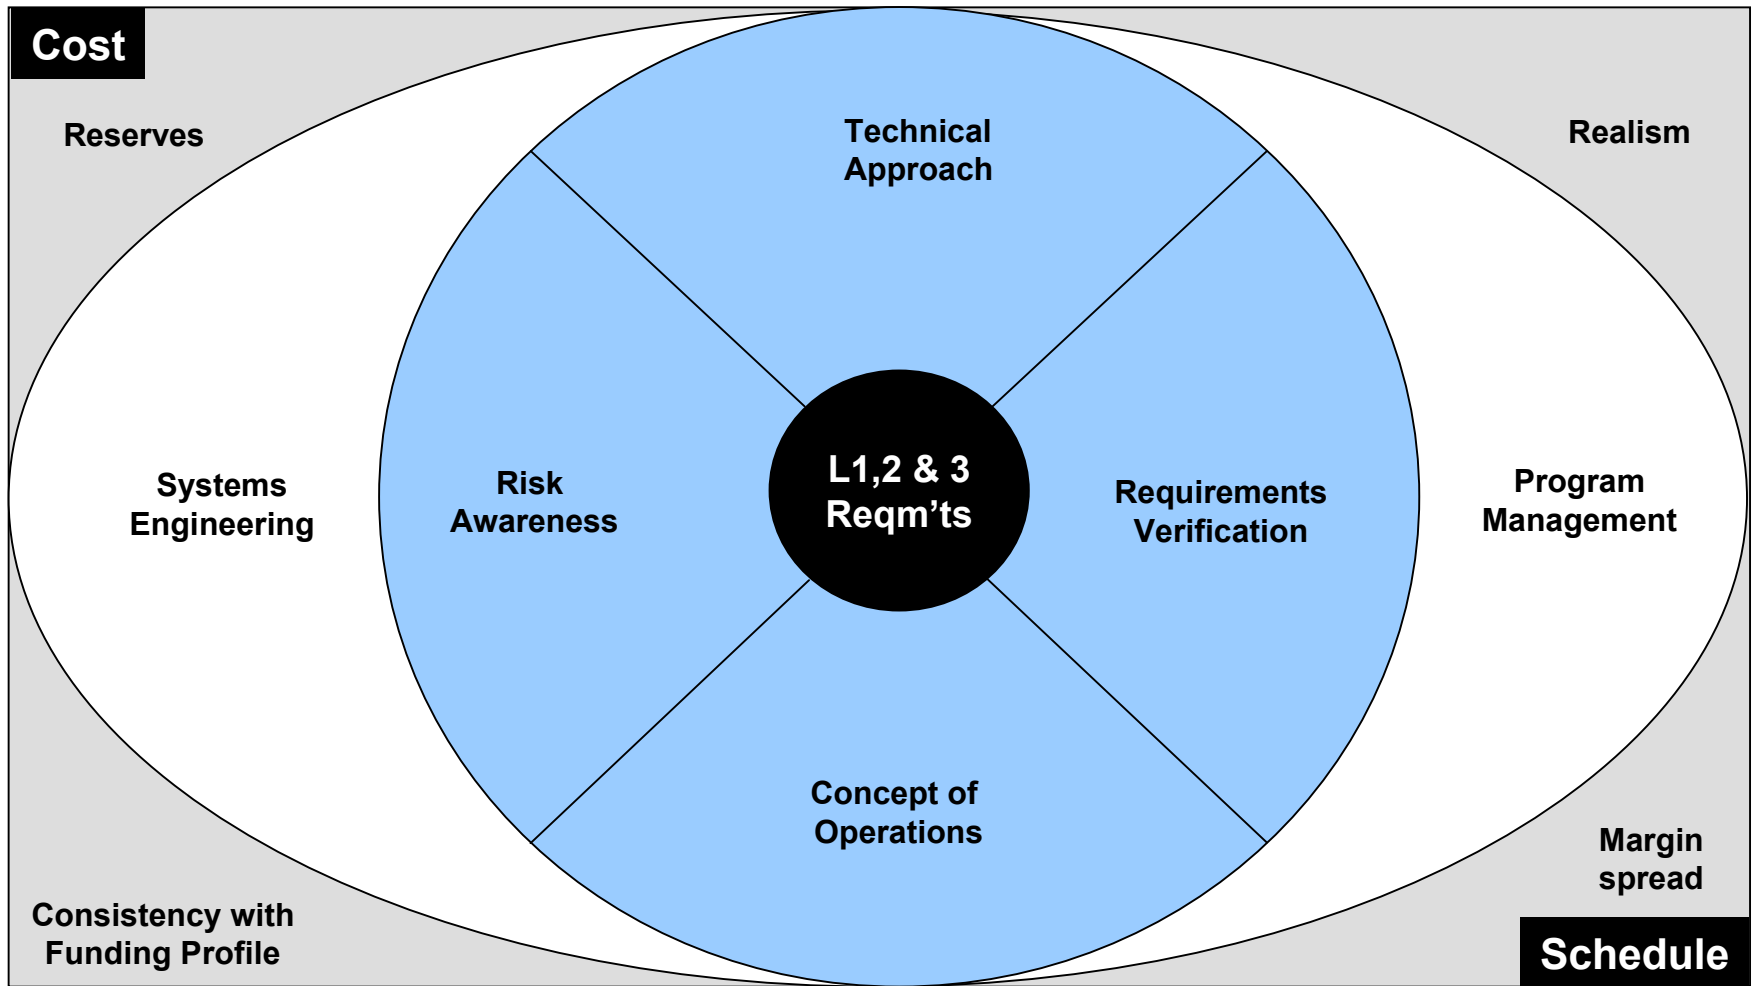 Cost
Reserves
Realism
Technical
Approach
Systems
Engineering
Risk
Awareness
L1,2 & 3
Reqm’ts
Requirements
Verification
Program
Management
Concept of
Operations
Margin
spread
Consistency with
Funding Profile
Schedule